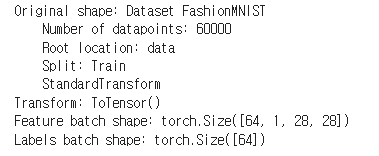 Original shape: Dataset FashionMNIST
    Number of datapoints: 60000
    Root location: data
    Split: Train
    StandardTransform
Transform: ToTensor()
Feature batch shape: torch.Size([64, 1, 28, 28])
Labels batch shape: torch.Size([64])